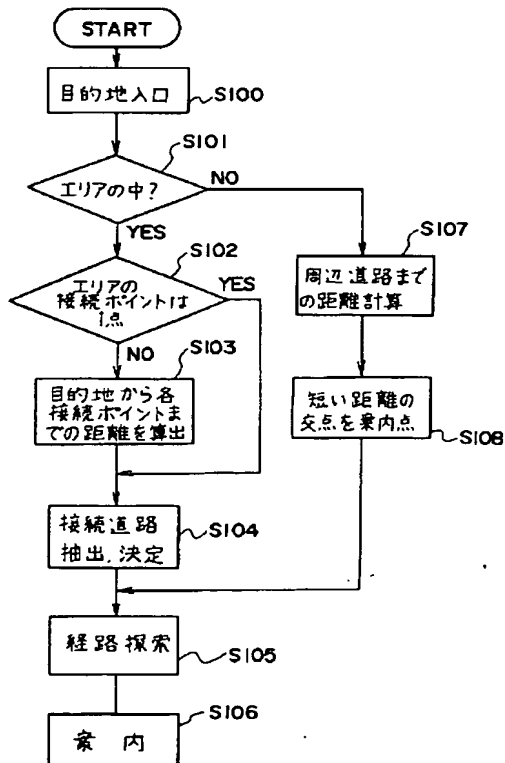 START
目的地入口
S100
S101
エリアの中?
NO
YES
S102
エリアの
接続ポイントは
1点
YES
NO
S107
周辺道路まで
の距離計算
S103
目的地から各
接続ポイントま
での距離を算出
短い距離の
交点を案内点
S108
接続道路
抽出,決定
S104
経路探索
S105
S106
案内